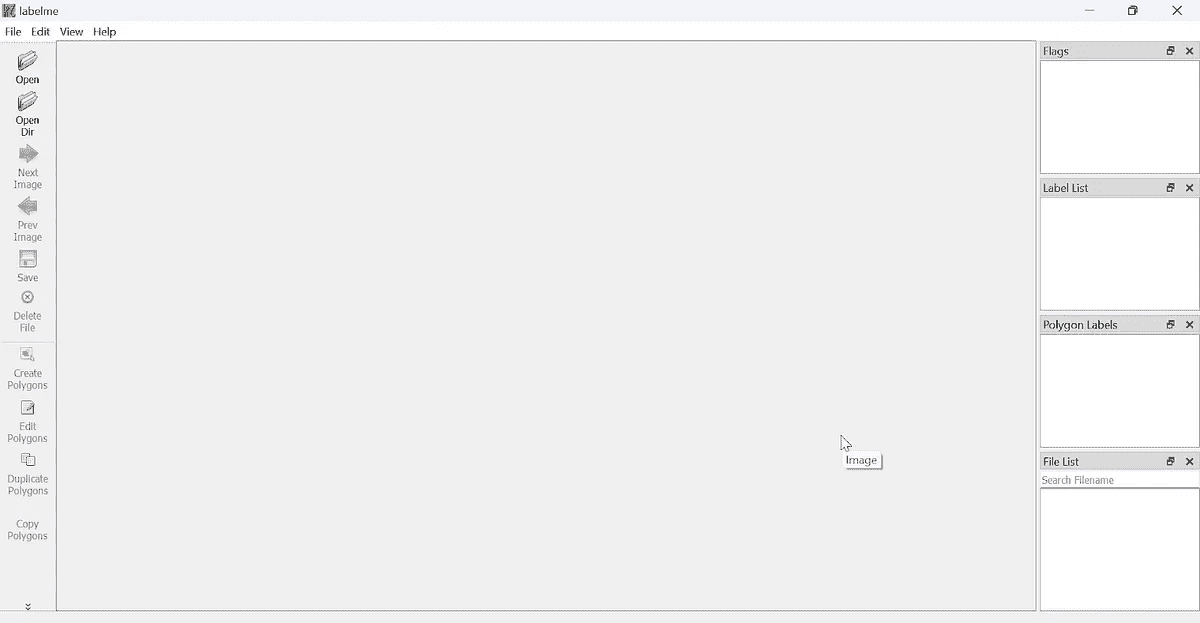 labelme
File Edit View Help
Open
Open
Dir
Next
Image
Prev
Image
Save
Delete
File
Create
Polygons
Edit
Polygons
Duplicate
Polygons
Copy
Polygons
Image
Flags
Label List
Polygon Labels
File List
Search Filename